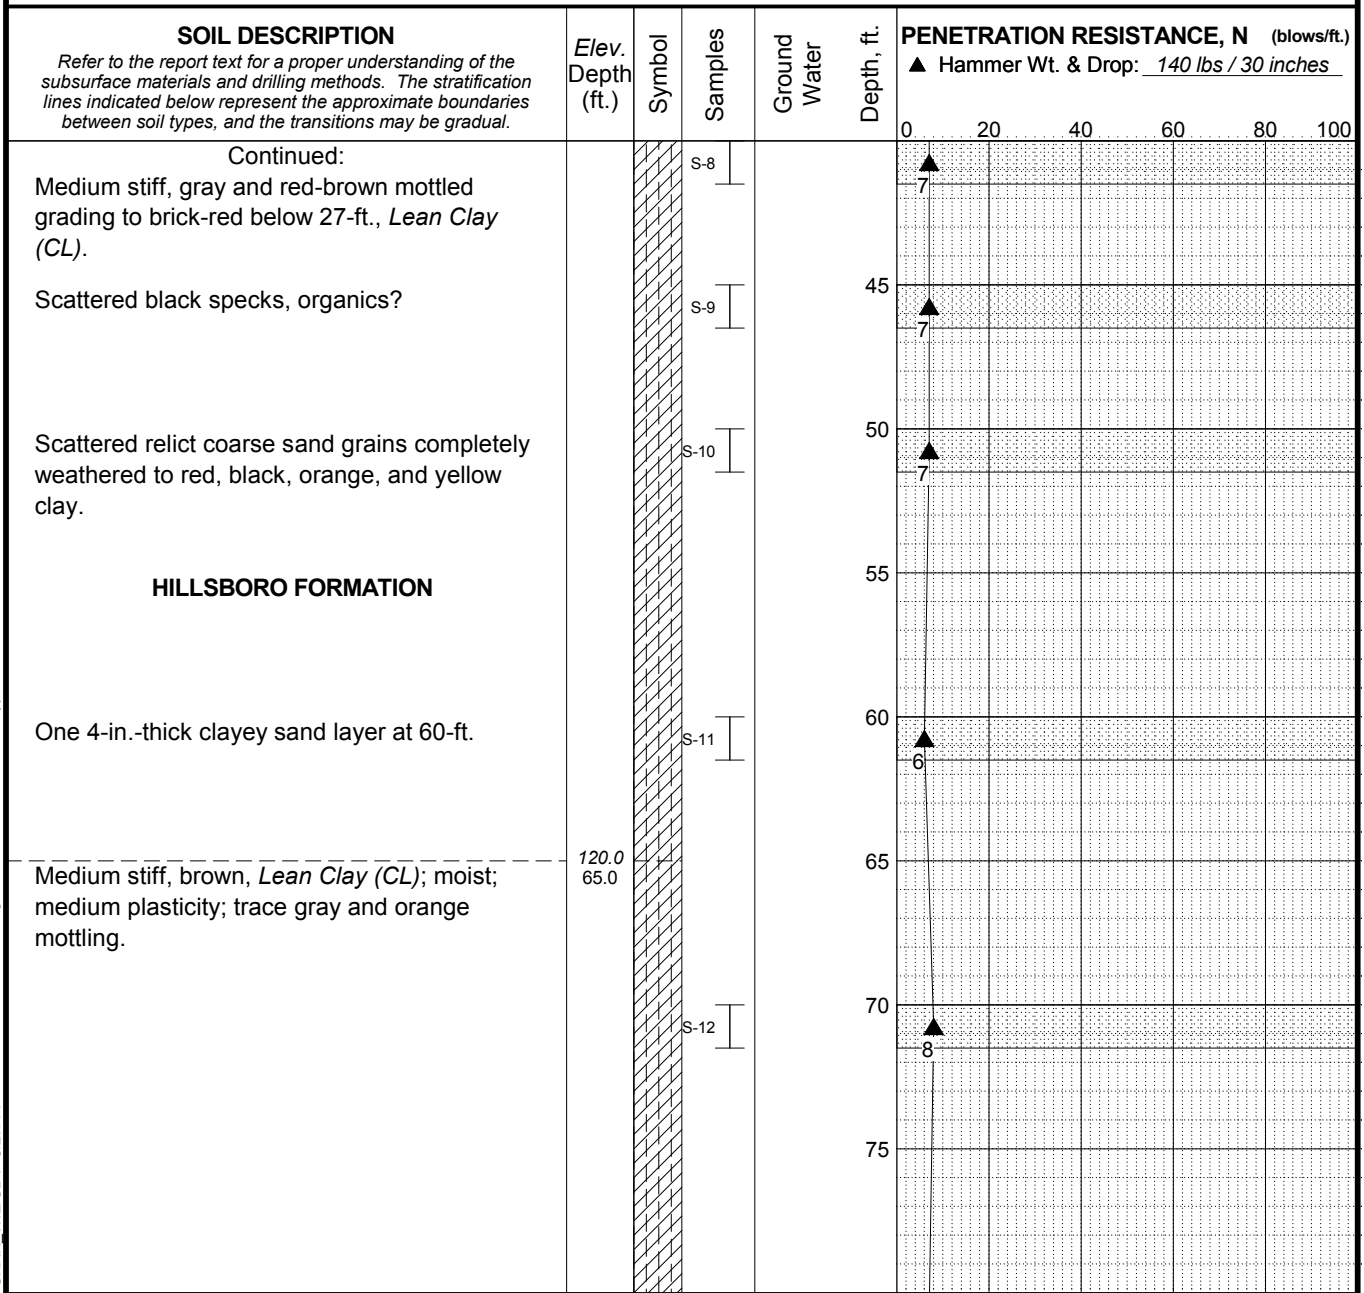 SOIL DESCRIPTION
Refer to the report text for a proper understanding of the
subsurface materials and drilling methods. The stratification
lines indicated below represent the approximate boundaries
between soil types, and the transitions may be gradual.
Elev.
Depth
(ft.)
Symbol
Samples
Ground
Water
Depth, ft.
PENETRATION RESISTANCE, N (blows/ft.)
▲ Hammer Wt. & Drop: 140 lbs / 30 inches
0 20 40 60 80 100
Continued:
Medium stiff, gray and red-brown mottled
grading to brick-red below 27-ft., Lean Clay
(CL).
S-8
7
Scattered black specks, organics?
S-9
45
7
Scattered relict coarse sand grains completely
weathered to red, black, orange, and yellow
clay.
S-10
50
7
HILLSBORO FORMATION
55
One 4-in.-thick clayey sand layer at 60-ft.
S-11
60
6
120.0
65.0
65
Medium stiff, brown, Lean Clay (CL); moist;
medium plasticity; trace gray and orange
mottling.
S-12
70
8
75